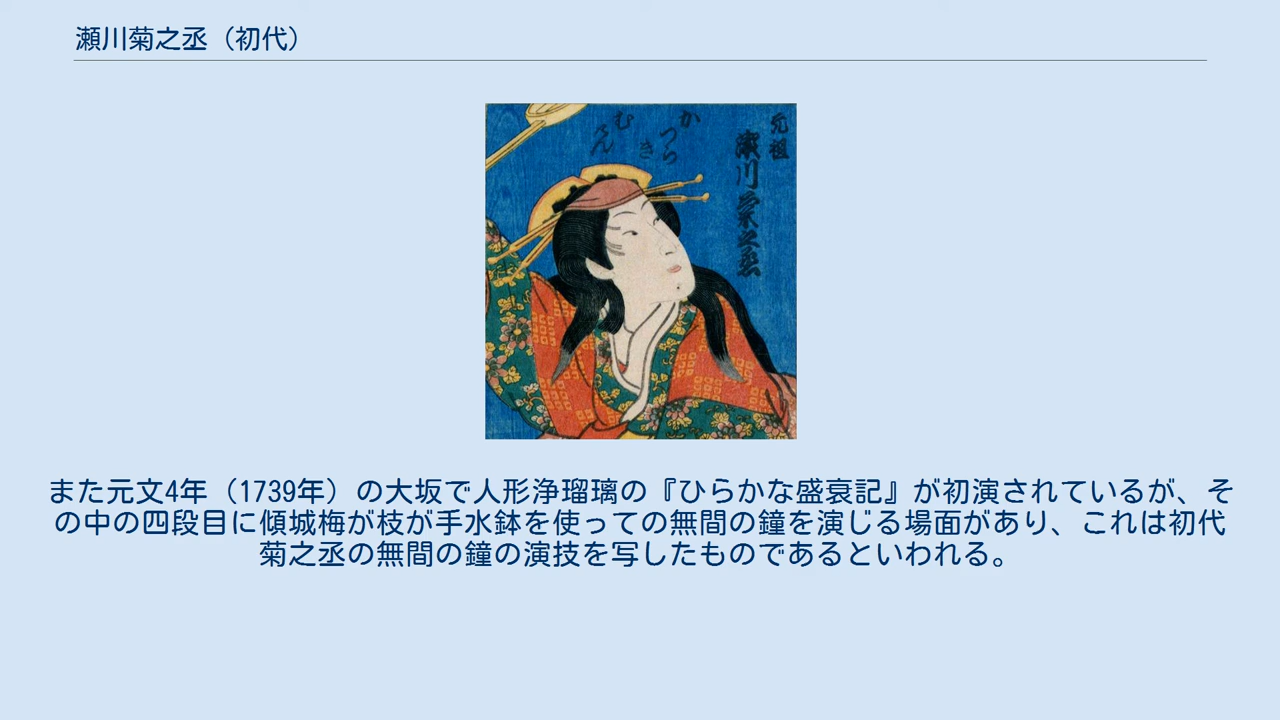 瀬川菊之丞（初代）
元祖
瀬川菊之丞
かつらき
むけん
また元文4年（1739年）の大坂で人形浄瑠璃の『ひらかな盛衰記』が初演されているが、そ
の中の四段目に傾城梅が枝が手水鉢を使っての無間の鐘を演じる場面があり、これは初代
菊之丞の無間の鐘の演技を写したものであるといわれる。